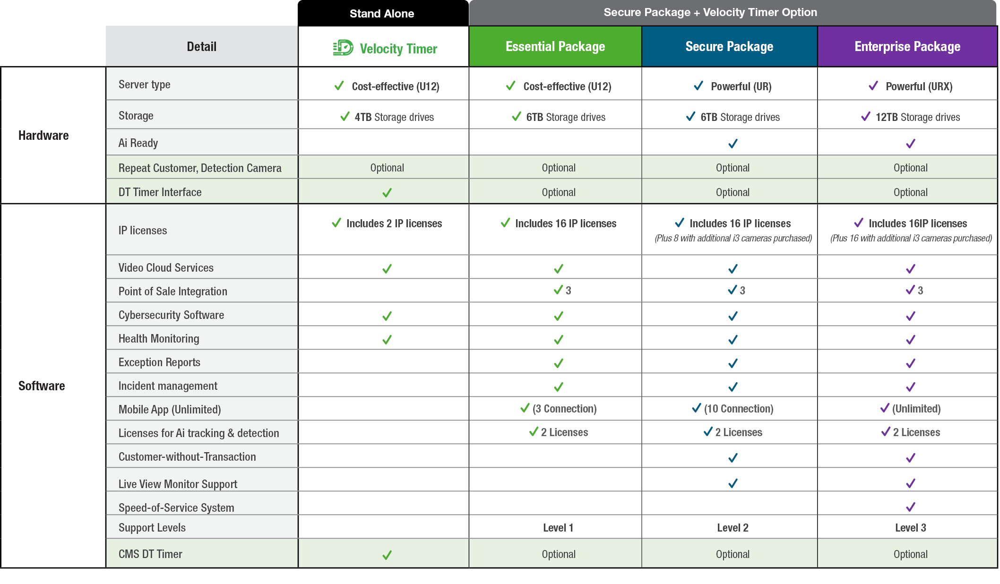 Stand Alone
Secure Package + Velocity Timer Option
Detail
Velocity Timer
Essential Package
Secure Package
Enterprise Package
Hardware
Server type
Cost-effective (U12)
Cost-effective (U12)
Powerful (UR)
Powerful (URX)
Storage
4TB Storage drives
6TB Storage drives
6TB Storage drives
12TB Storage drives
Ai Ready
Repeat Customer, Detection Camera
Optional
Optional
Optional
Optional
DT Timer Interface
Optional
Optional
Optional
Software
IP licenses
Includes 2 IP licenses
Includes 16 IP licenses
Includes 16 IP licenses
(Plus 8 with additional i3 cameras purchased)
Includes 16IP licenses
(Plus 16 with additional i3 cameras purchased)
Video Cloud Services
Point of Sale Integration
3
3
3
Cybersecurity Software
Health Monitoring
Exception Reports
Incident management
Mobile App (Unlimited)
(3 Connection)
(10 Connection)
(Unlimited)
Licenses for Ai tracking & detection
2 Licenses
2 Licenses
2 Licenses
Customer-without-Transaction
Live View Monitor Support
Speed-of-Service System
Support Levels
Level 1
Level 2
Level 3
CMS DT Timer
Optional
Optional
Optional